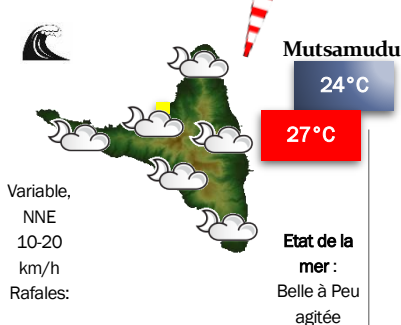 Mutsamudu
24°C
27°C
Variable,
NNE
10-20
km/h
Rafales:
Etat de la
mer :
Belle à Peu
agitée